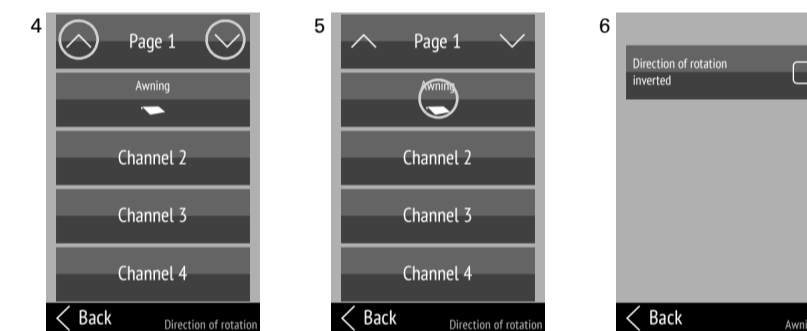 4
Page 1
Awning
Channel 2
Channel 3
Channel 4
Back
Direction of rotation
5
Page 1
Awning
Channel 2
Channel 3
Channel 4
Back
Direction of rotation
6
Direction of rotation
inverted
Back